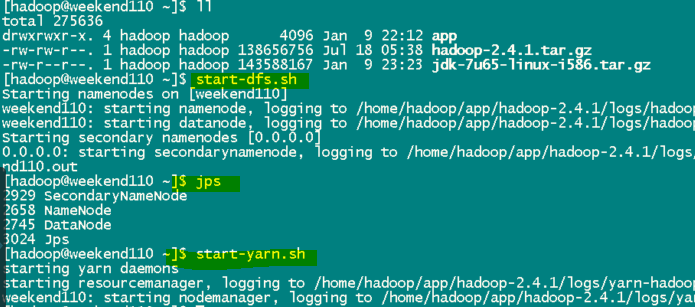 [hadoop@weekend110 ~]$ ll
total 275636
drwxrwxr-x. 4 hadoop hadoop 4096 Jan 9 22:12 app
-rw-rw-r--. 1 hadoop hadoop 138656756 Jul 18 05:38 hadoop-2.4.1.tar.gz
-rw-r--r--. 1 hadoop hadoop 143588167 Jan 9 23:23 jdk-7u65-linux-i586.tar.gz
[hadoop@weekend110 ~]$ start-dfs.sh
Starting namenodes on [weekend110]
weekend110: starting namenode, logging to /home/hadoop/app/hadoop-2.4.1/logs/hadoo
weekend110: starting datanode, logging to /home/hadoop/app/hadoop-2.4.1/logs/hadoo
Starting secondary namenodes [0.0.0.0]
0.0.0.0: starting secondarynamenode, logging to /home/hadoop/app/hadoop-2.4.1/logs/
nd110.out
[hadoop@weekend110 ~]$ jps
2929 SecondaryNameNode
2658 NameNode
2745 DataNode
3024 Jps
[hadoop@weekend110 ~]$ start-yarn.sh
starting yarn daemons
starting resourcemanager, logging to /home/hadoop/app/hadoop-2.4.1/logs/yarn-hadoo
weekend110: starting nodemanager, logging to /home/hadoop/app/hadoop-2.4.1/logs/ya